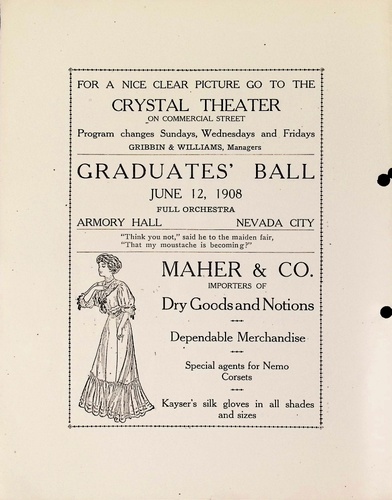 FOR A NICE CLEAR PICTURE GO TO THE
CRYSTAL THEATER
ON COMMERCIAL STREET
Program changes Sundays, Wednesdays and Fridays
GRIBBIN & WILLIAMS, Managers
GRADUATES' BALL
JUNE 12, 1908
FULL ORCHESTRA
ARMORY HALL NEVADA CITY
"Think you not," said he to the maiden fair,
"That my moustache is becoming?"
MAHER & CO.
IMPORTERS OF
Dry Goods and Notions
Dependable Merchandise
Special agents for Nemo
Corsets
Kayser's silk gloves in all shades
and sizes